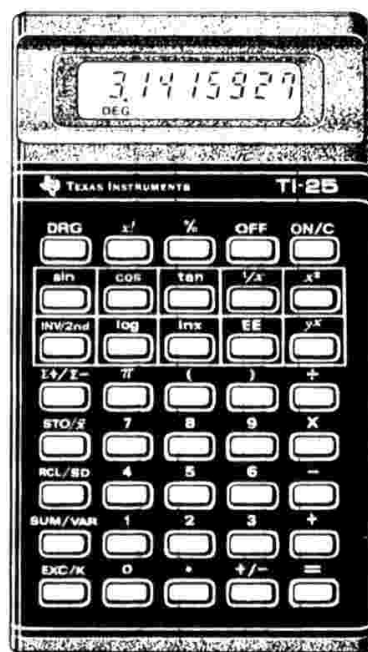 3.1415927
DEG
TEXAS INSTRUMENTS TI-25
DRG x! % OFF ON/C
sin cos tan 1/x x²
INV/2nd log lnx EE yˣ
Σ+/Σ- π ( ) ÷
STO/x̄ 7 8 9 X
RCL/SD 4 5 6 −
SUM/VAR 1 2 3 +
EXC/K 0 • +/− =